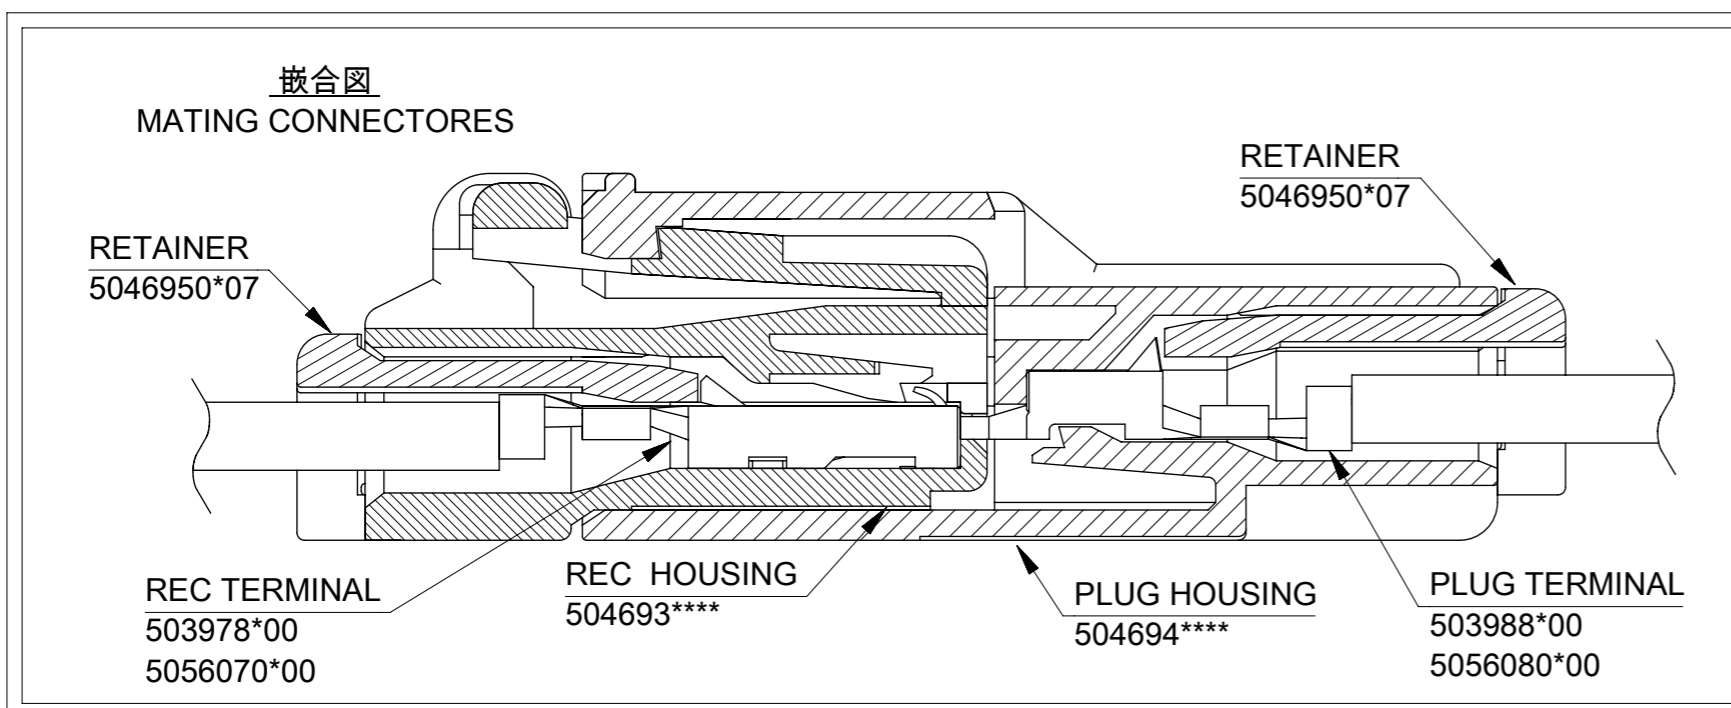 嵌合図
MATING CONNECTORES
RETAINER
5046950*07
RETAINER
5046950*07
REC TERMINAL
503978*00
5056070*00
REC HOUSING
504693****
PLUG HOUSING
504694****
PLUG TERMINAL
503988*00
5056080*00